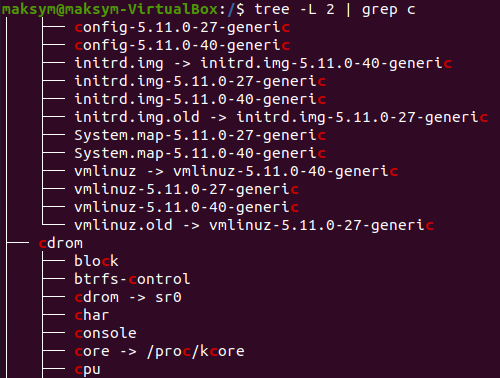 maksym@maksym-VirtualBox:/$ tree -L 2 | grep c
config-5.11.0-27-generic
config-5.11.0-40-generic
initrd.img -> initrd.img-5.11.0-40-generic
initrd.img-5.11.0-27-generic
initrd.img-5.11.0-40-generic
initrd.img.old -> initrd.img-5.11.0-27-generic
System.map-5.11.0-27-generic
System.map-5.11.0-40-generic
vmlinuz -> vmlinuz-5.11.0-40-generic
vmlinuz-5.11.0-27-generic
vmlinuz-5.11.0-40-generic
vmlinuz.old -> vmlinuz-5.11.0-27-generic
cdrom
block
btrfs-control
cdrom -> sr0
char
console
core -> /proc/kcore
cpu